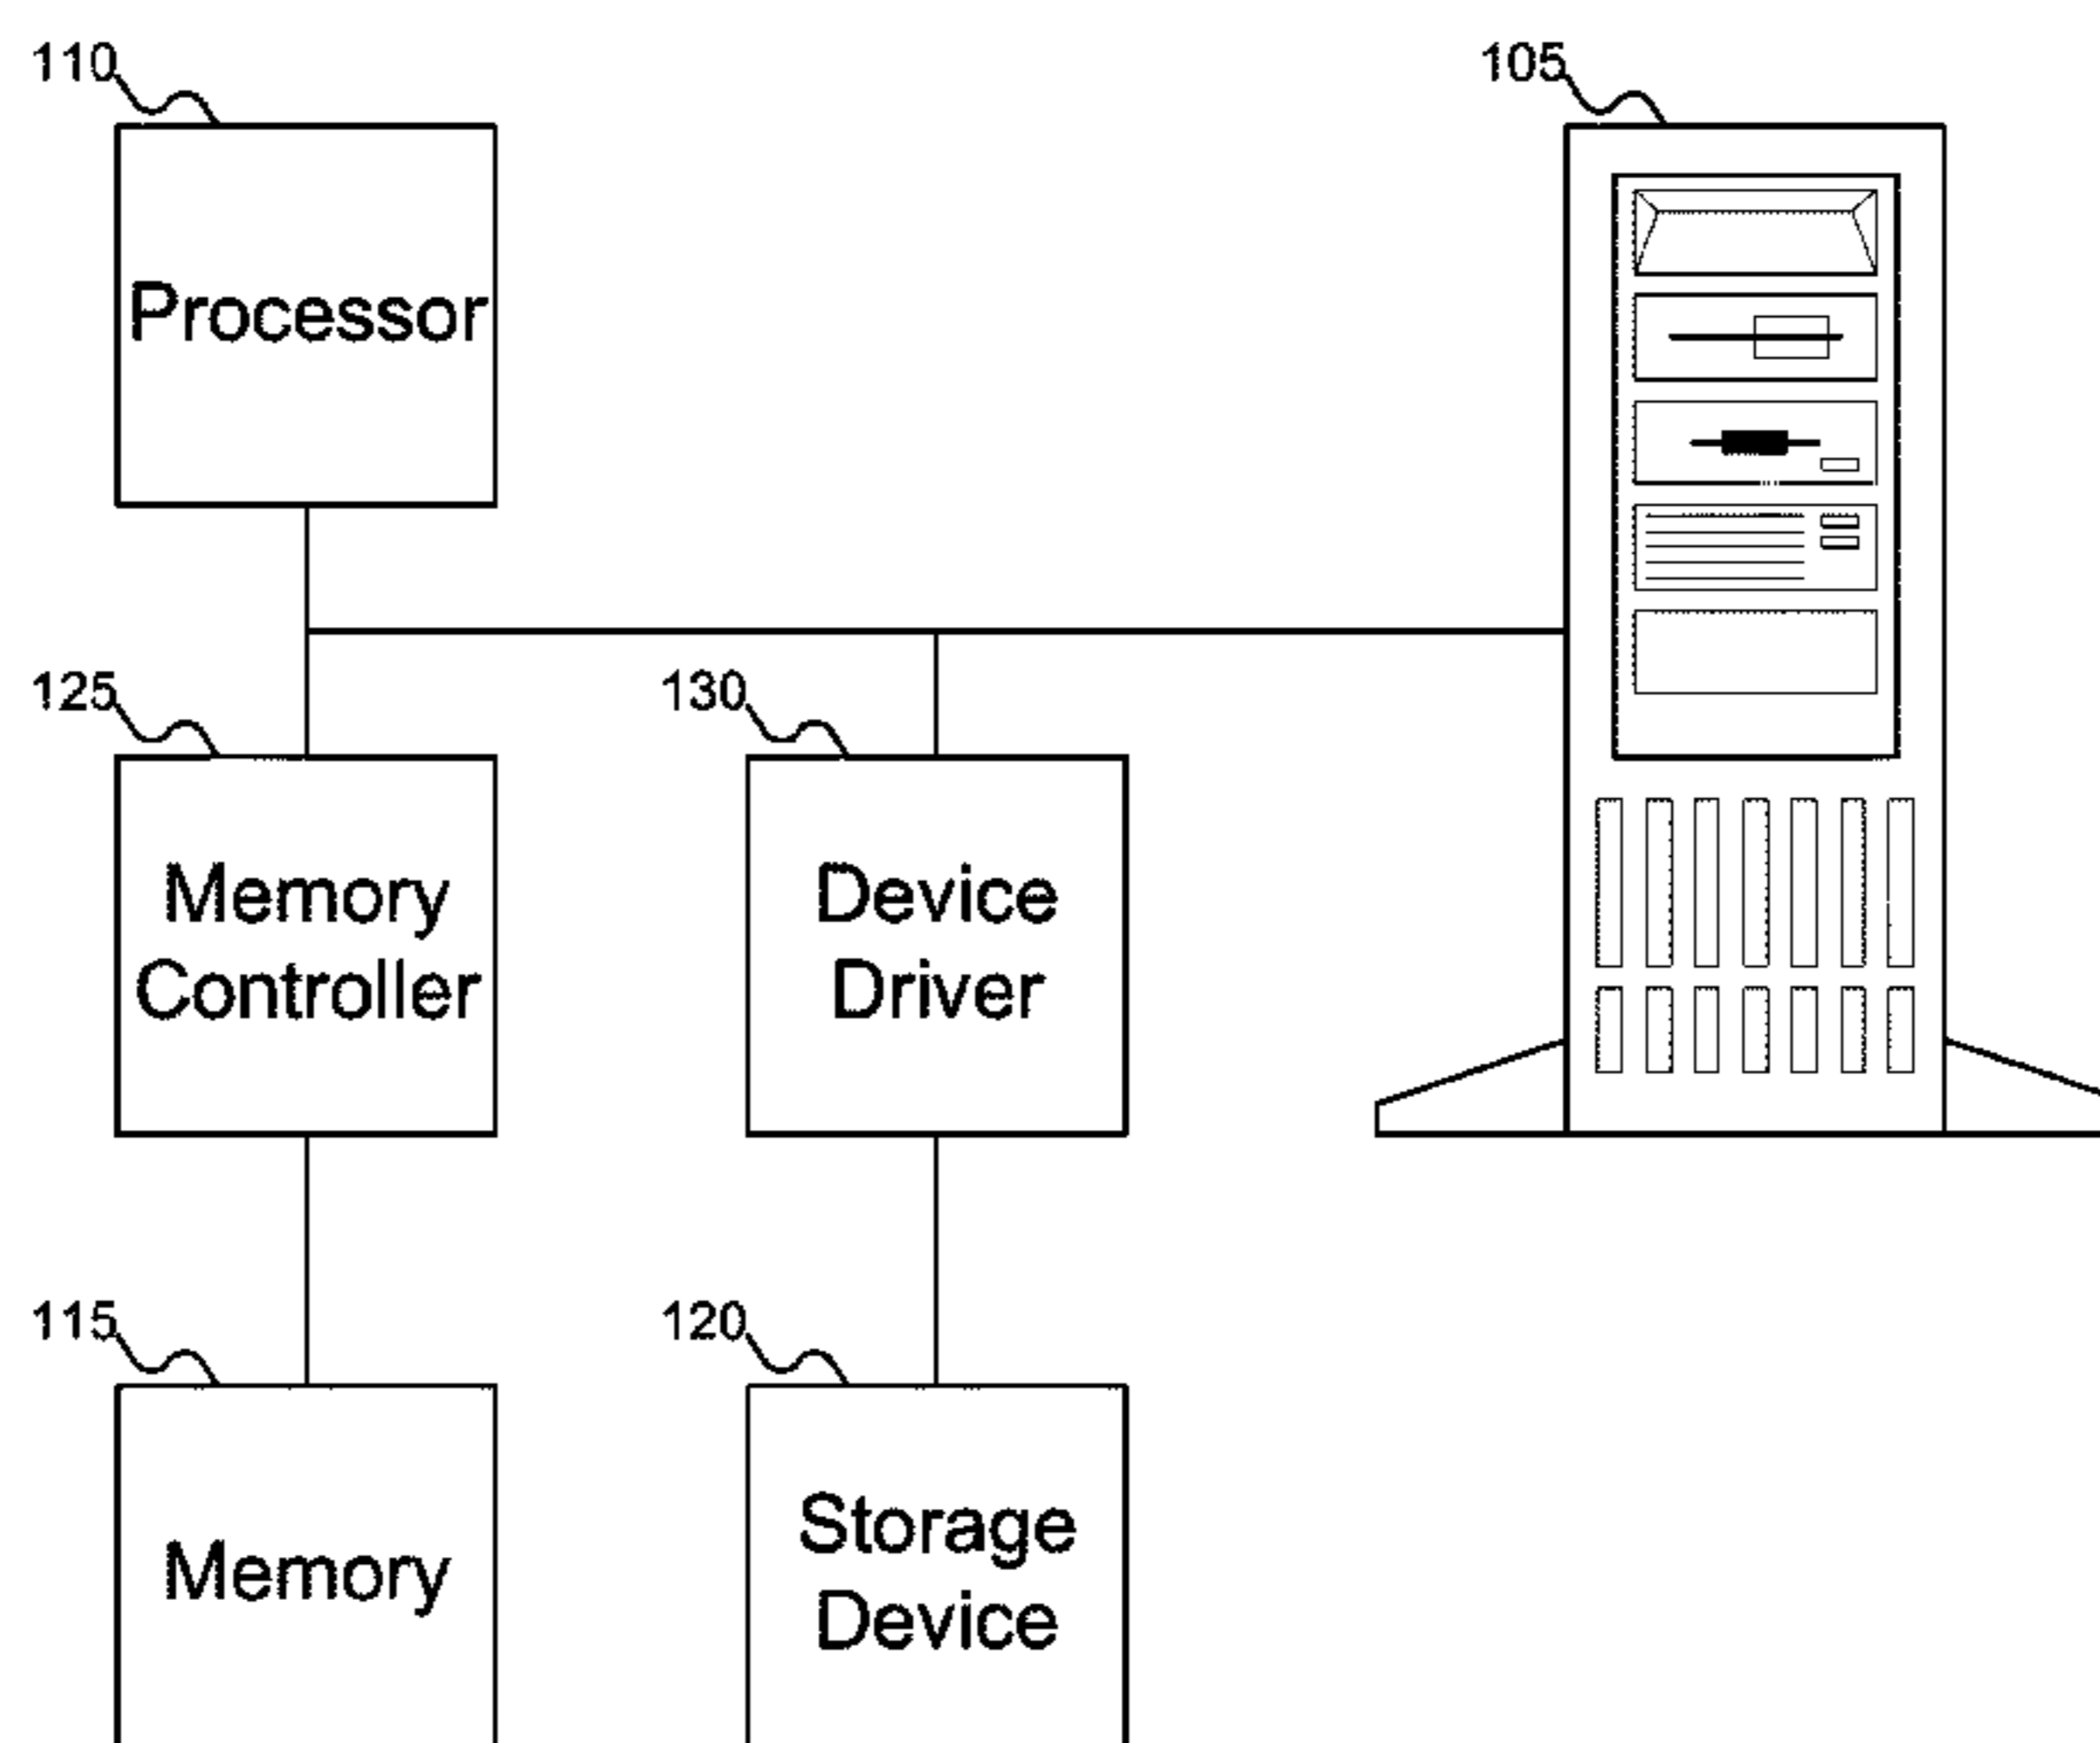 110
105
Processor
125
130
Memory
Controller
Device
Driver
115
120
Memory
Storage
Device